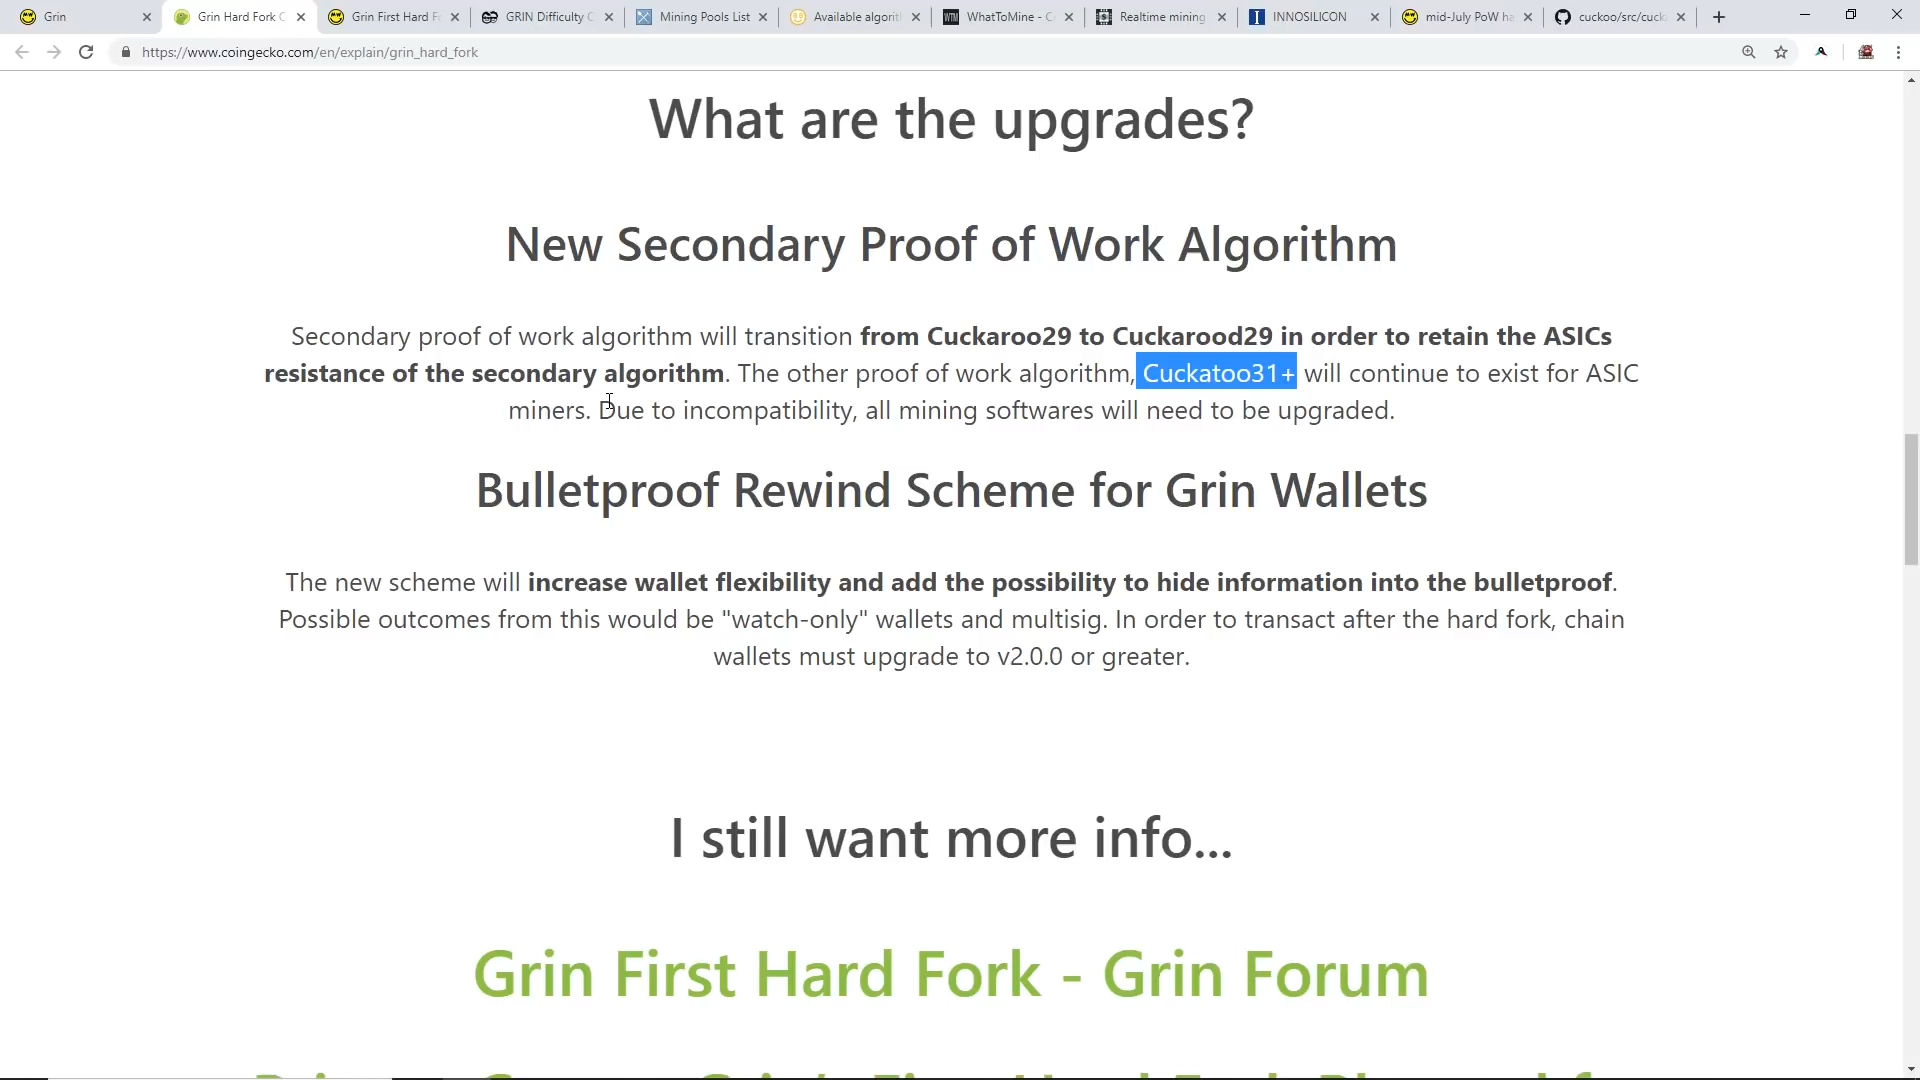 Grin
Grin Hard Fork
Grin First Hard F
GRIN Difficulty C
Mining Pools List
Available algorit
WhatToMine - C
Realtime mining
INNOSILICON
mid-July PoW ha
cuckoo/src/cuck
https://www.coingecko.com/en/explain/grin_hard_fork
What are the upgrades?
New Secondary Proof of Work Algorithm
Secondary proof of work algorithm will transition from Cuckaroo29 to Cuckarood29 in order to retain the ASICs
resistance of the secondary algorithm. The other proof of work algorithm, Cuckatoo31+ will continue to exist for ASIC
miners. Due to incompatibility, all mining softwares will need to be upgraded.
Bulletproof Rewind Scheme for Grin Wallets
The new scheme will increase wallet flexibility and add the possibility to hide information into the bulletproof.
Possible outcomes from this would be "watch-only" wallets and multisig. In order to transact after the hard fork, chain
wallets must upgrade to v2.0.0 or greater.
I still want more info...
Grin First Hard Fork - Grin Forum